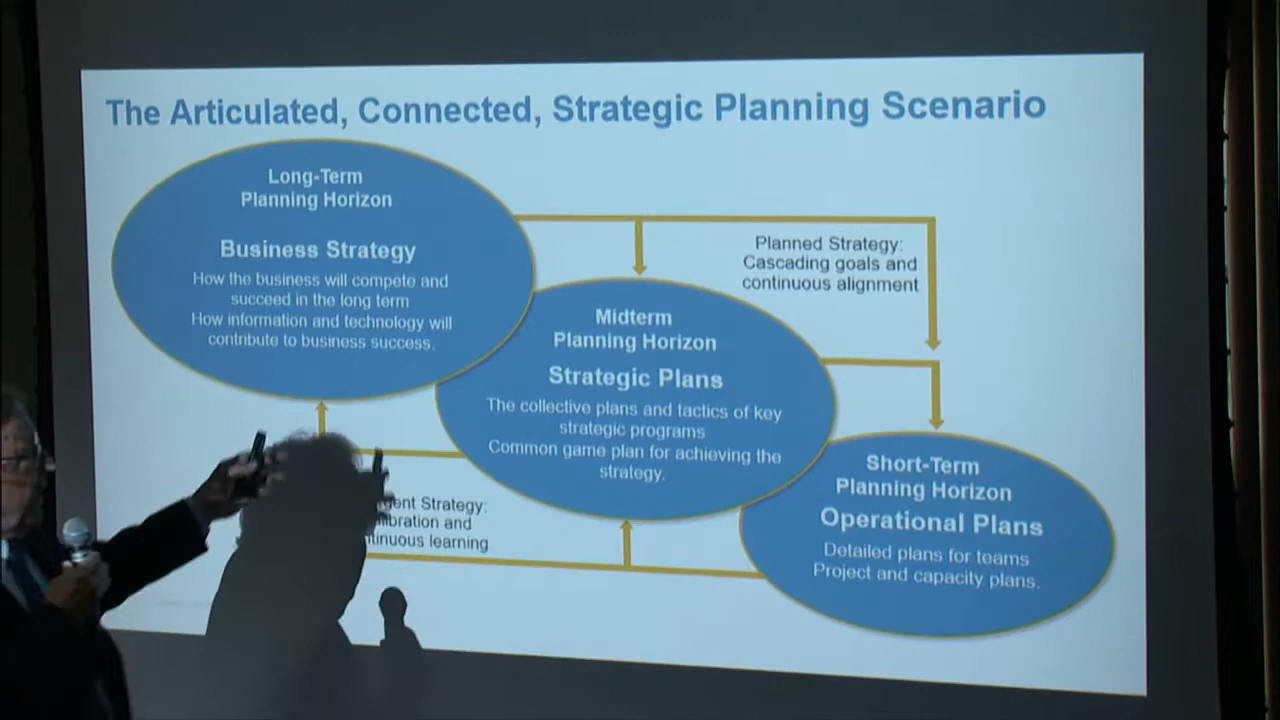 The Articulated, Connected, Strategic Planning Scenario
Long-Term
Planning Horizon
Business Strategy
How the business will compete and
succeed in the long term
How information and technology will
contribute to business success.
Planned Strategy:
Cascading goals and
continuous alignment
Midterm
Planning Horizon
Strategic Plans
The collective plans and tactics of key
strategic programs
Common game plan for achieving the
strategy.
Strategy:
and
learning
Short-Term
Planning Horizon
Operational Plans
Detailed plans for teams
Project and capacity plans.